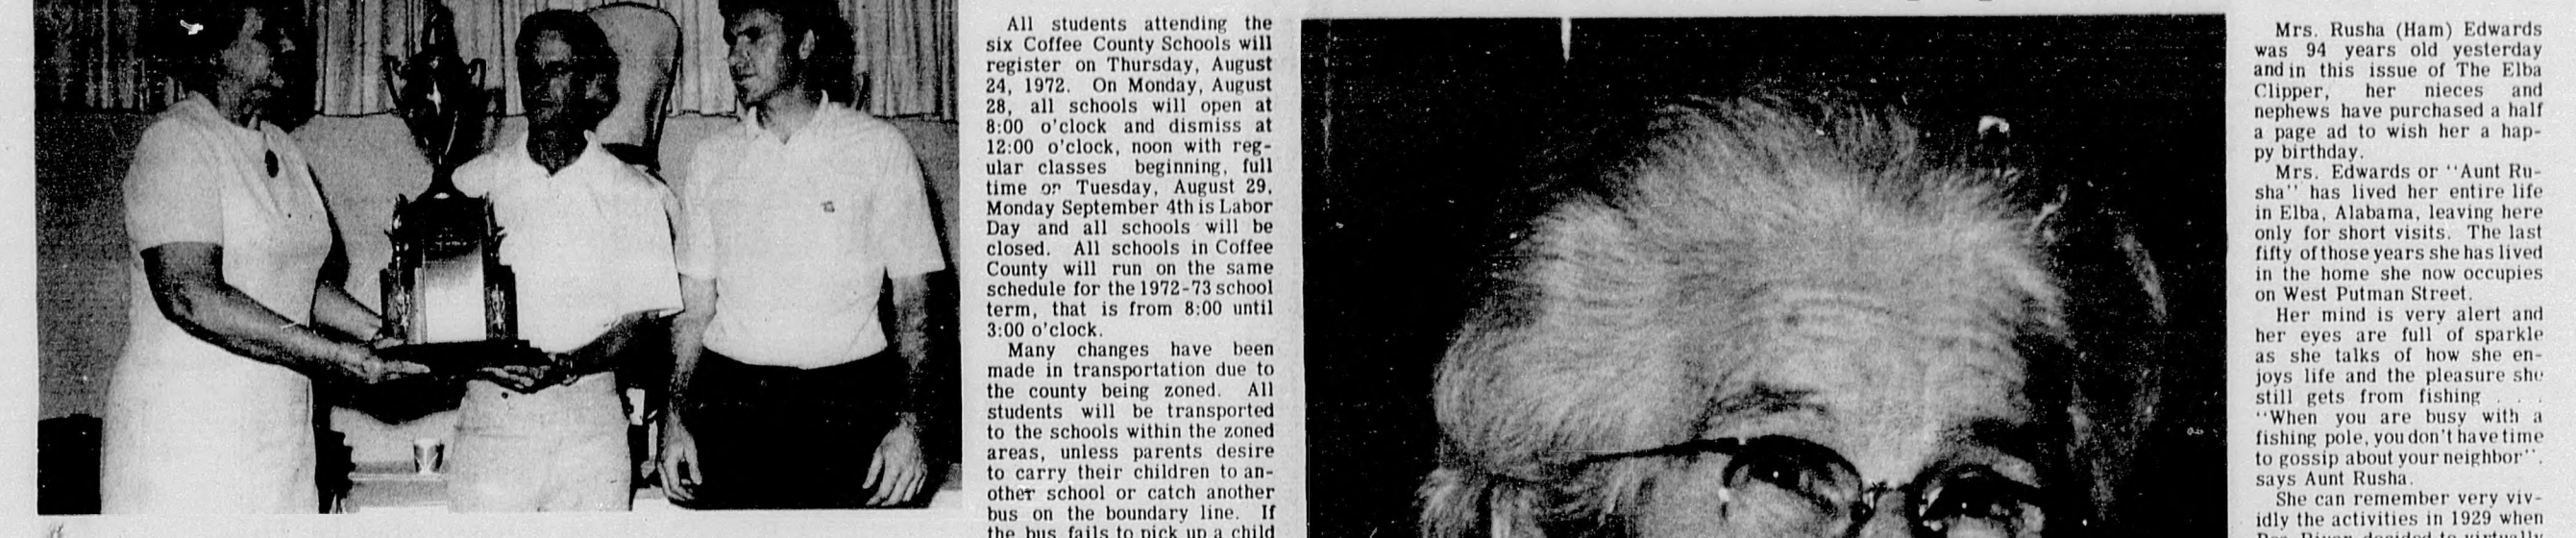 All students attending the
six Coffee County Schools will
register on Thursday, August
24, 1972. On Monday, August
28, all schools will open at
8:00 o'clock and dismiss at
12:00 o'clock, noon with reg-
ular classes beginning, full
time on Tuesday, August 29,
Monday September 4th is Labor
Day and all schools will be
closed. All schools in Coffee
County will run on the same
schedule for the 1972-73 school
term, that is from 8:00 until
3:00 o'clock.
Many changes have been
made in transportation due to
the county being zoned. All
students will be transported
to the schools within the zoned
areas, unless parents desire
to carry their children to an-
other school or catch another
bus on the boundary line. If
the bus fails to pick up a child
Mrs. Rusha (Ham) Edwards
was 94 years old yesterday
and in this issue of The Elba
Clipper, her nieces and
nephews have purchased a half
a page ad to wish her a hap-
py birthday.
Mrs. Edwards or "Aunt Ru-
sha" has lived her entire life
in Elba, Alabama, leaving here
only for short visits. The last
fifty of those years she has lived
in the home she now occupies
on West Putman Street.
Her mind is very alert and
her eyes are full of sparkle
as she talks of how she en-
joys life and the pleasure she
still gets from fishing . . .
"When you are busy with a
fishing pole, you don't have time
to gossip about your neighbor".
says Aunt Rusha.
She can remember very viv-
idly the activities in 1929 when